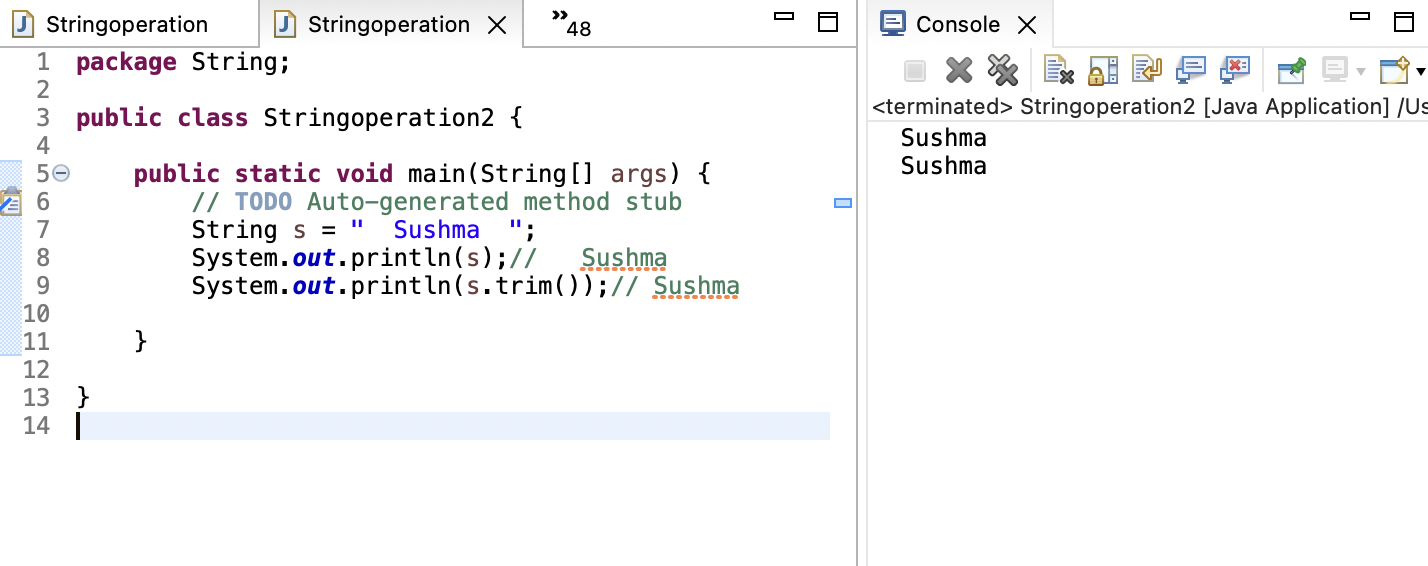 Stringoperation Stringoperation »48 Console
<terminated> Stringoperation2 [Java Application] /Us
1 package String;
2
3 public class Stringoperation2 {
4
5     public static void main(String[] args) {
6         // TODO Auto-generated method stub
7         String s = "  Sushma  ";
8         System.out.println(s);//   Sushma
9         System.out.println(s.trim());// Sushma
10
11     }
12
13 }
14
  Sushma
  Sushma